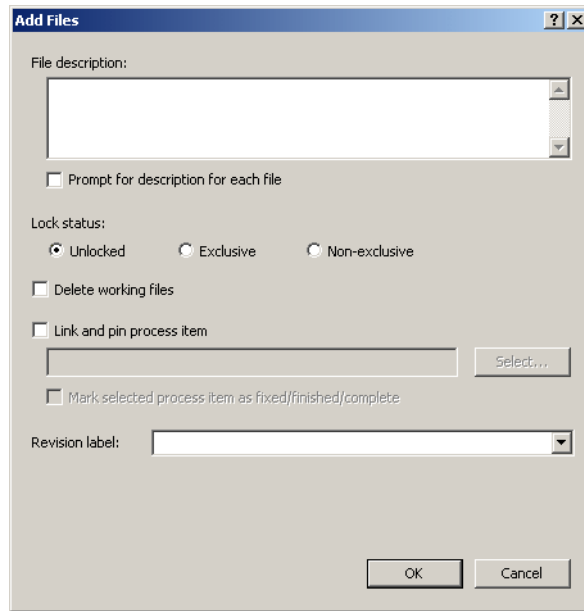 Add Files
File description:
Prompt for description for each file
Lock status:
Unlocked Exclusive Non-exclusive
Delete working files
Link and pin process item
Select...
Mark selected process item as fixed/finished/complete
Revision label:
OK Cancel